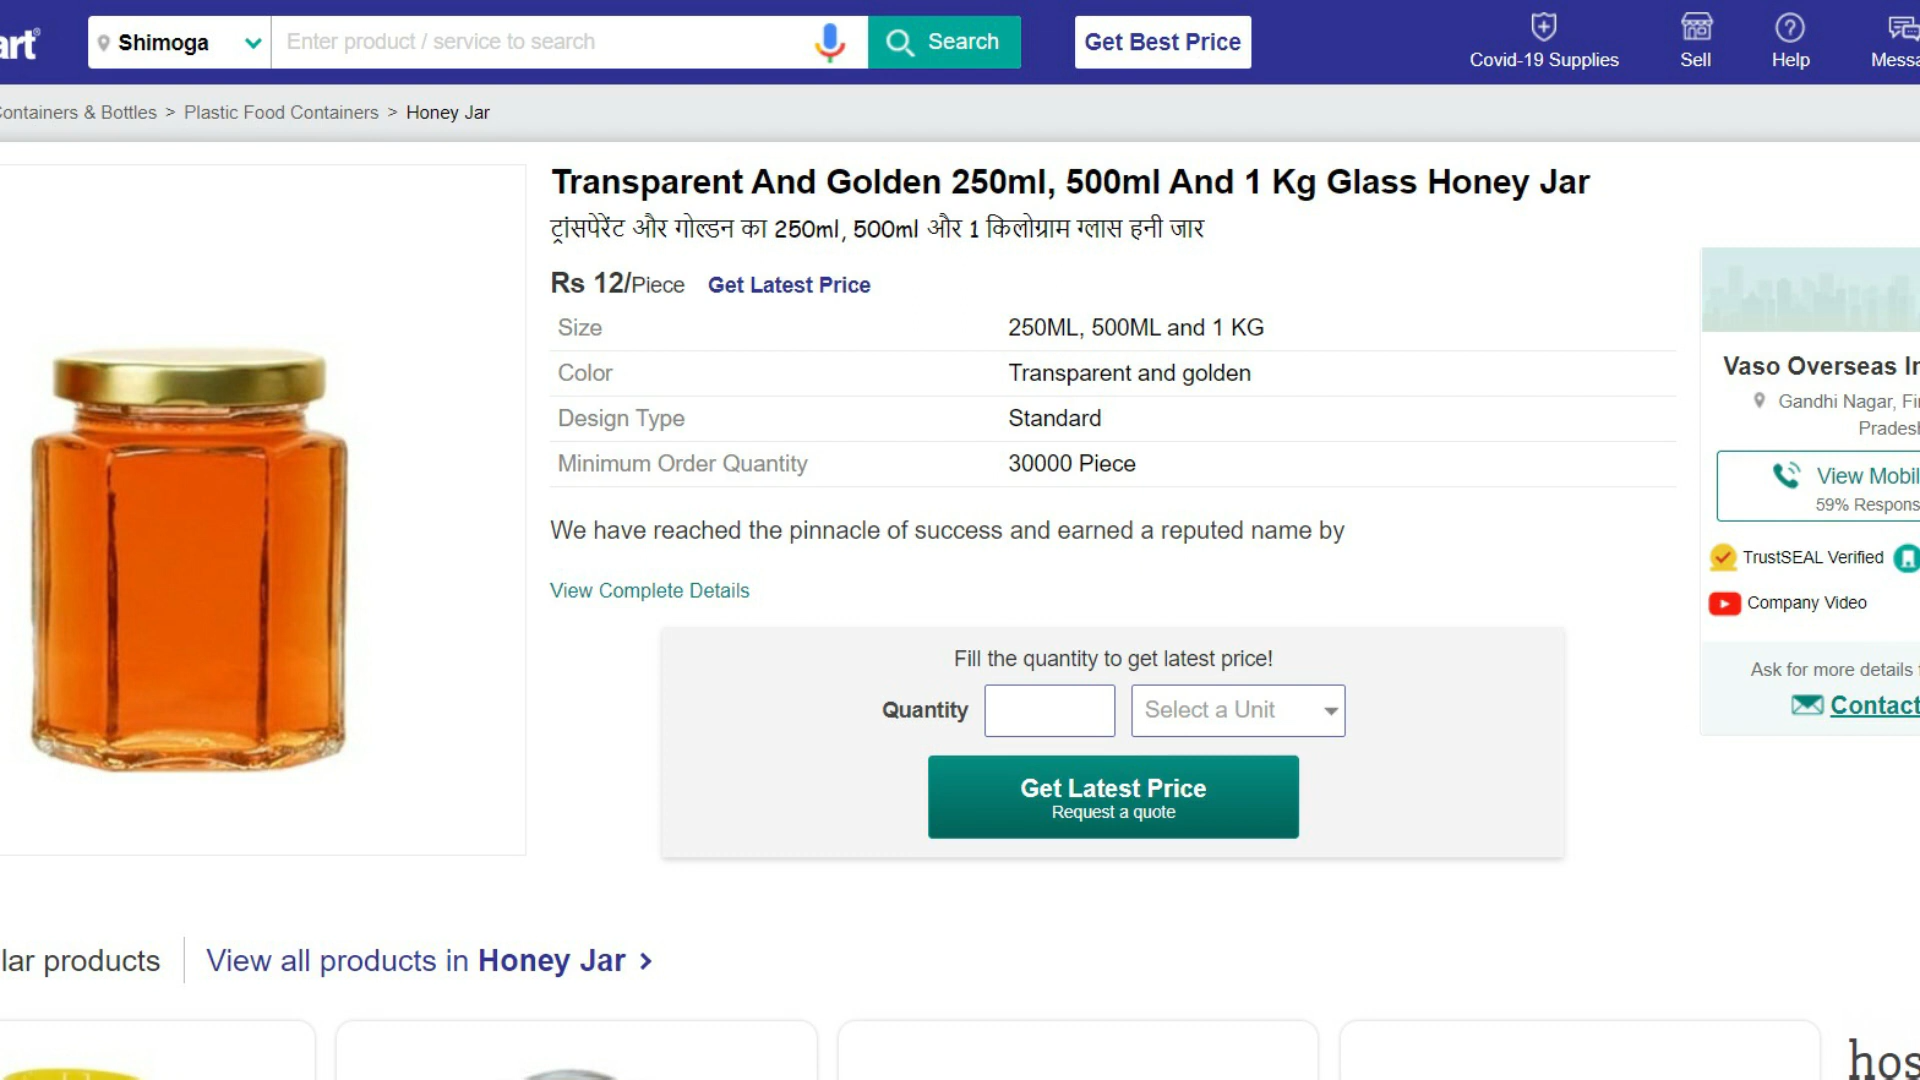 art
Shimoga
Enter product / service to search
Search
Get Best Price
Covid-19 Supplies
Sell
Help
Messa
ontainers & Bottles > Plastic Food Containers > Honey Jar
Transparent And Golden 250ml, 500ml And 1 Kg Glass Honey Jar
ट्रांसपेरेंट और गोल्डन का 250ml, 500ml और 1 किलोग्राम ग्लास हनी जार
Rs 12/Piece Get Latest Price
Size 250ML, 500ML and 1 KG
Color Transparent and golden
Design Type Standard
Minimum Order Quantity 30000 Piece
We have reached the pinnacle of success and earned a reputed name by
View Complete Details
Fill the quantity to get latest price!
Quantity Select a Unit
Get Latest Price
Request a quote
Vaso Overseas In
Gandhi Nagar, Fir
Pradesh
View Mobil
59% Respons
TrustSEAL Verified
Company Video
Ask for more details
Contact
lar products
View all products in Honey Jar >
hos